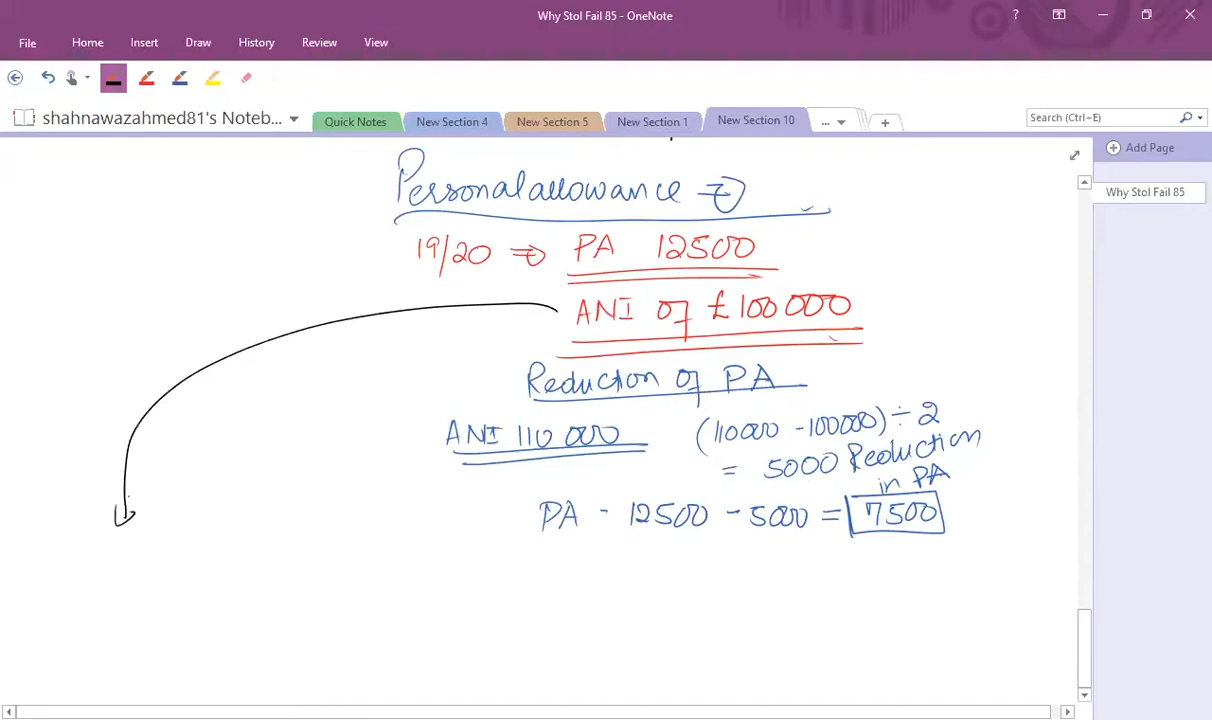 Why Stol Fail 85 - OneNote
?
File Home Insert Draw History Review View
shahnawazahmed81's Noteb...
Quick Notes New Section 4 New Section 5 New Section 1 New Section 10 ... +
Search (Ctrl+E)
Add Page
Why Stol Fail 85
Personal allowance ⇒
19/20 ⇒ PA 12500
ANI of £100000
Reduction of PA
ANI 110 000 (110000 - 100000) ÷ 2
= 5000 Reduction
in PA
PA - 12500 - 5000 = 7500